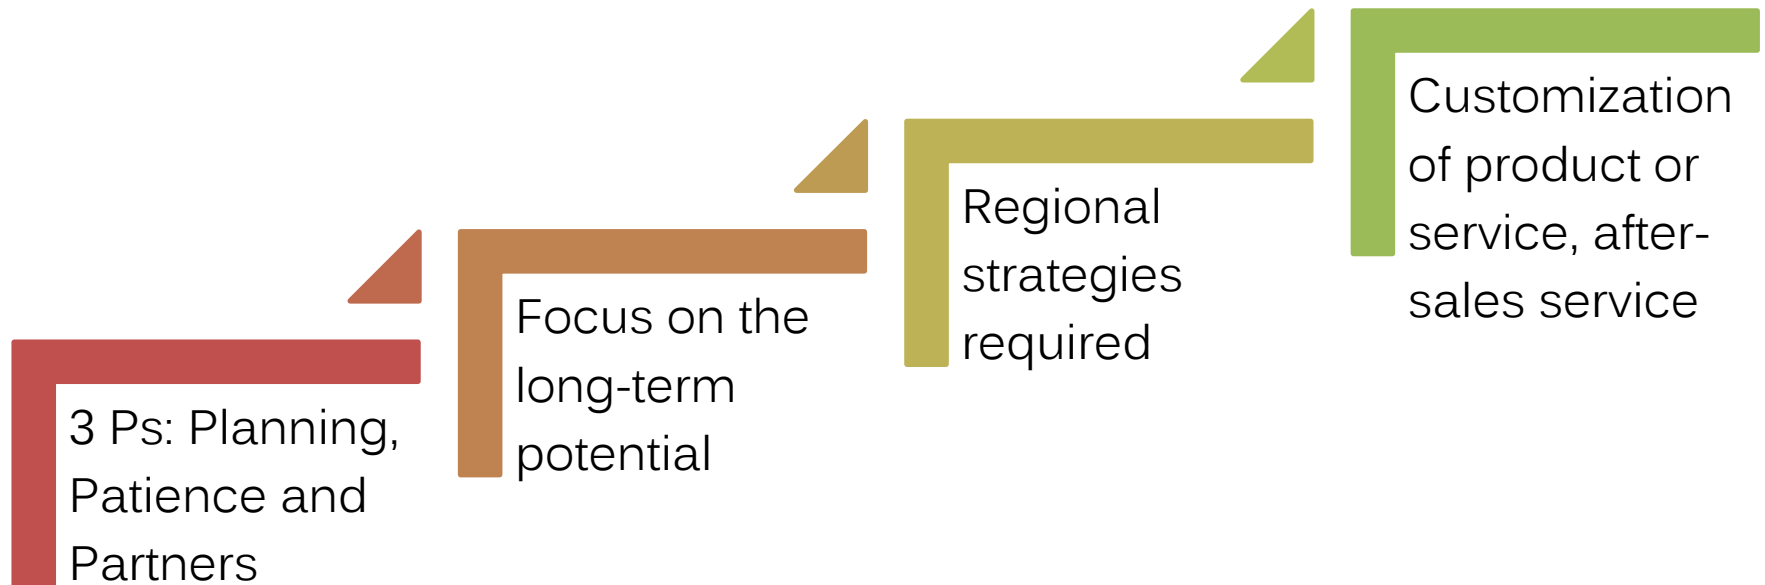 3 Ps: Planning,
Patience and
Partners
Focus on the
long-term
potential
Regional
strategies
required
Customization
of product or
service, after-
sales service